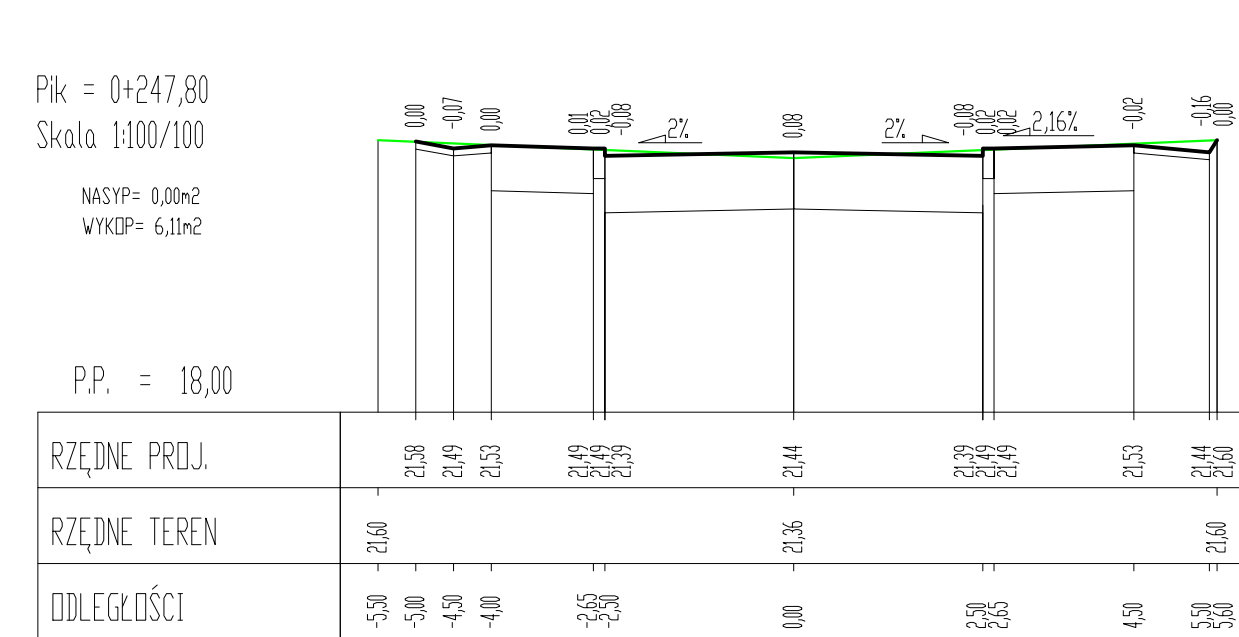 Pik = 0+247,80
Skala 1:100/100
NASYP= 0,00m2
WYKOP= 6,11m2
0,00 -0,07 0,00 0,01 0,02 -0,08 2% 0,08 2% -0,08 0,02 0,02 2,16% -0,02 -0,16 0,00
P.P. = 18,00
RZĘDNE PROJ. 21,58 21,49 21,53 21,49 21,49 21,39 21,44 21,39 21,49 21,49 21,53 21,44 21,60
RZĘDNE TEREN 21,60 21,36 21,60
ODLEGŁOŚCI -5,50 -5,00 -4,50 -4,00 -2,65 -2,50 0,00 2,50 2,65 4,50 5,50 5,60